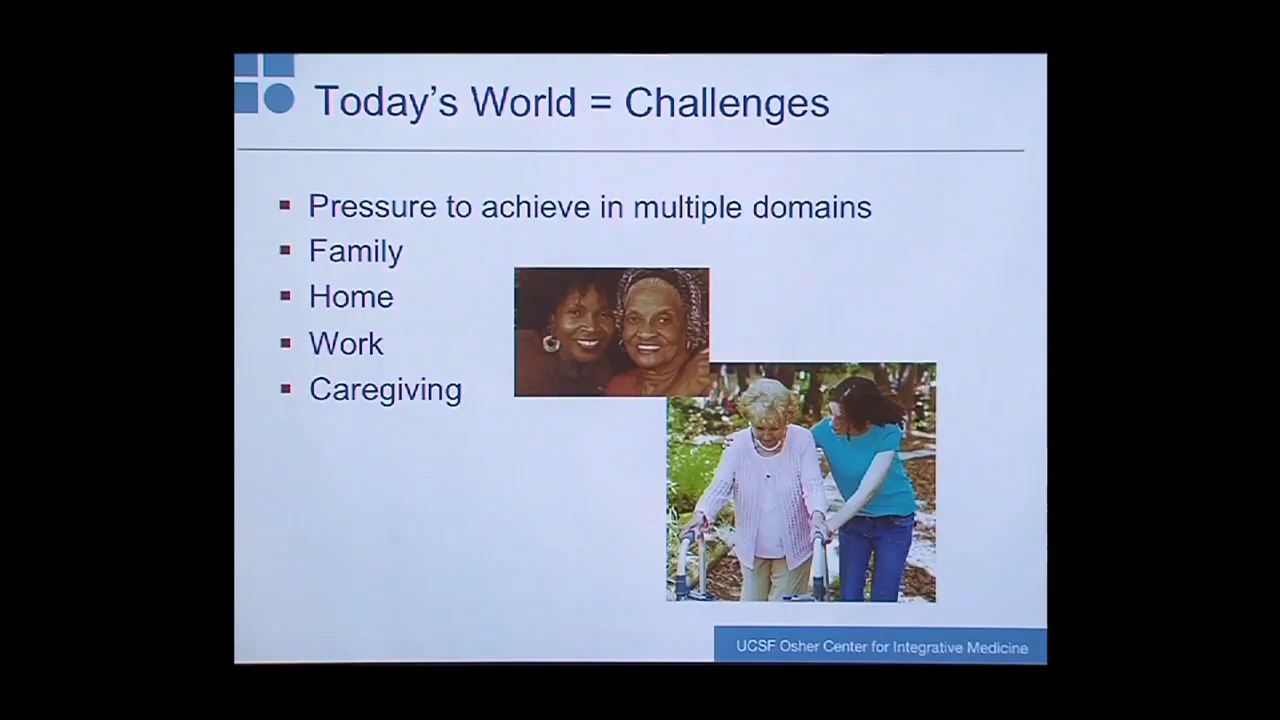 Today's World = Challenges
Pressure to achieve in multiple domains
Family
Home
Work
Caregiving
UCSF Osher Center for Integrative Medicine